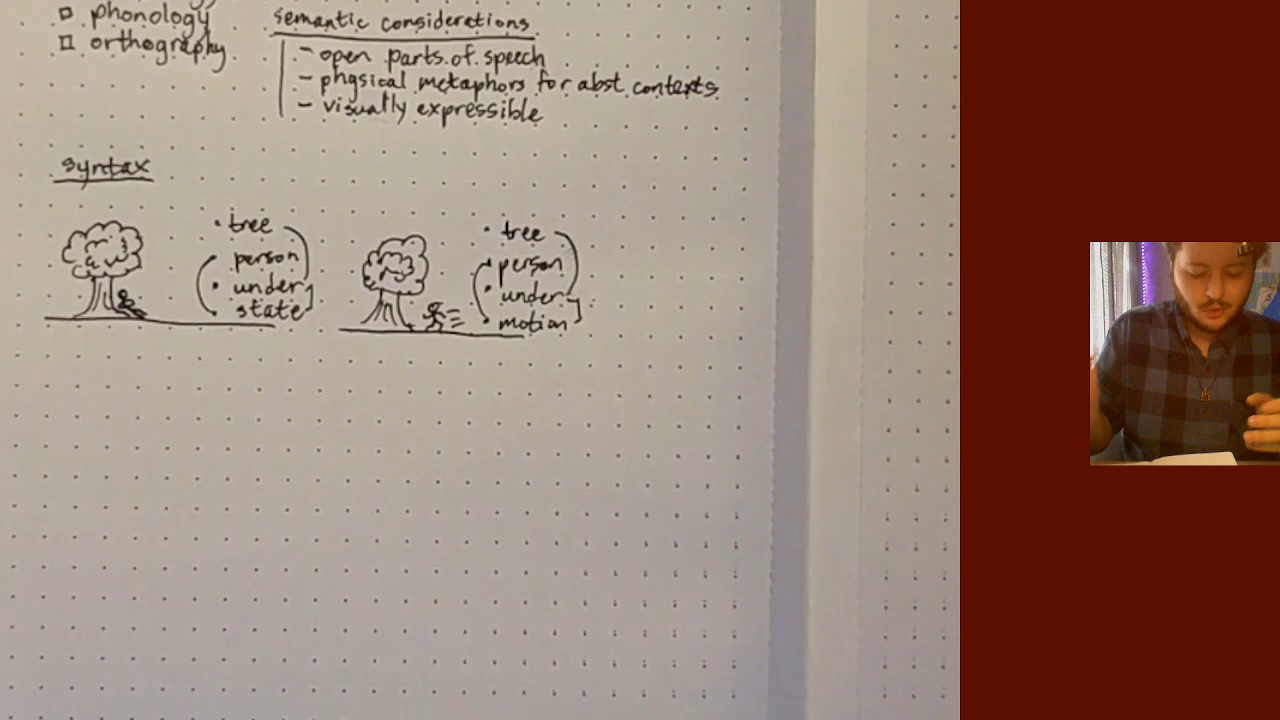 phonology
orthography
semantic considerations
- open parts of speech
- physical metaphors for abst contexts
- visually expressible
syntax
• tree
person
• under
state
• tree
• person
• under
• motion